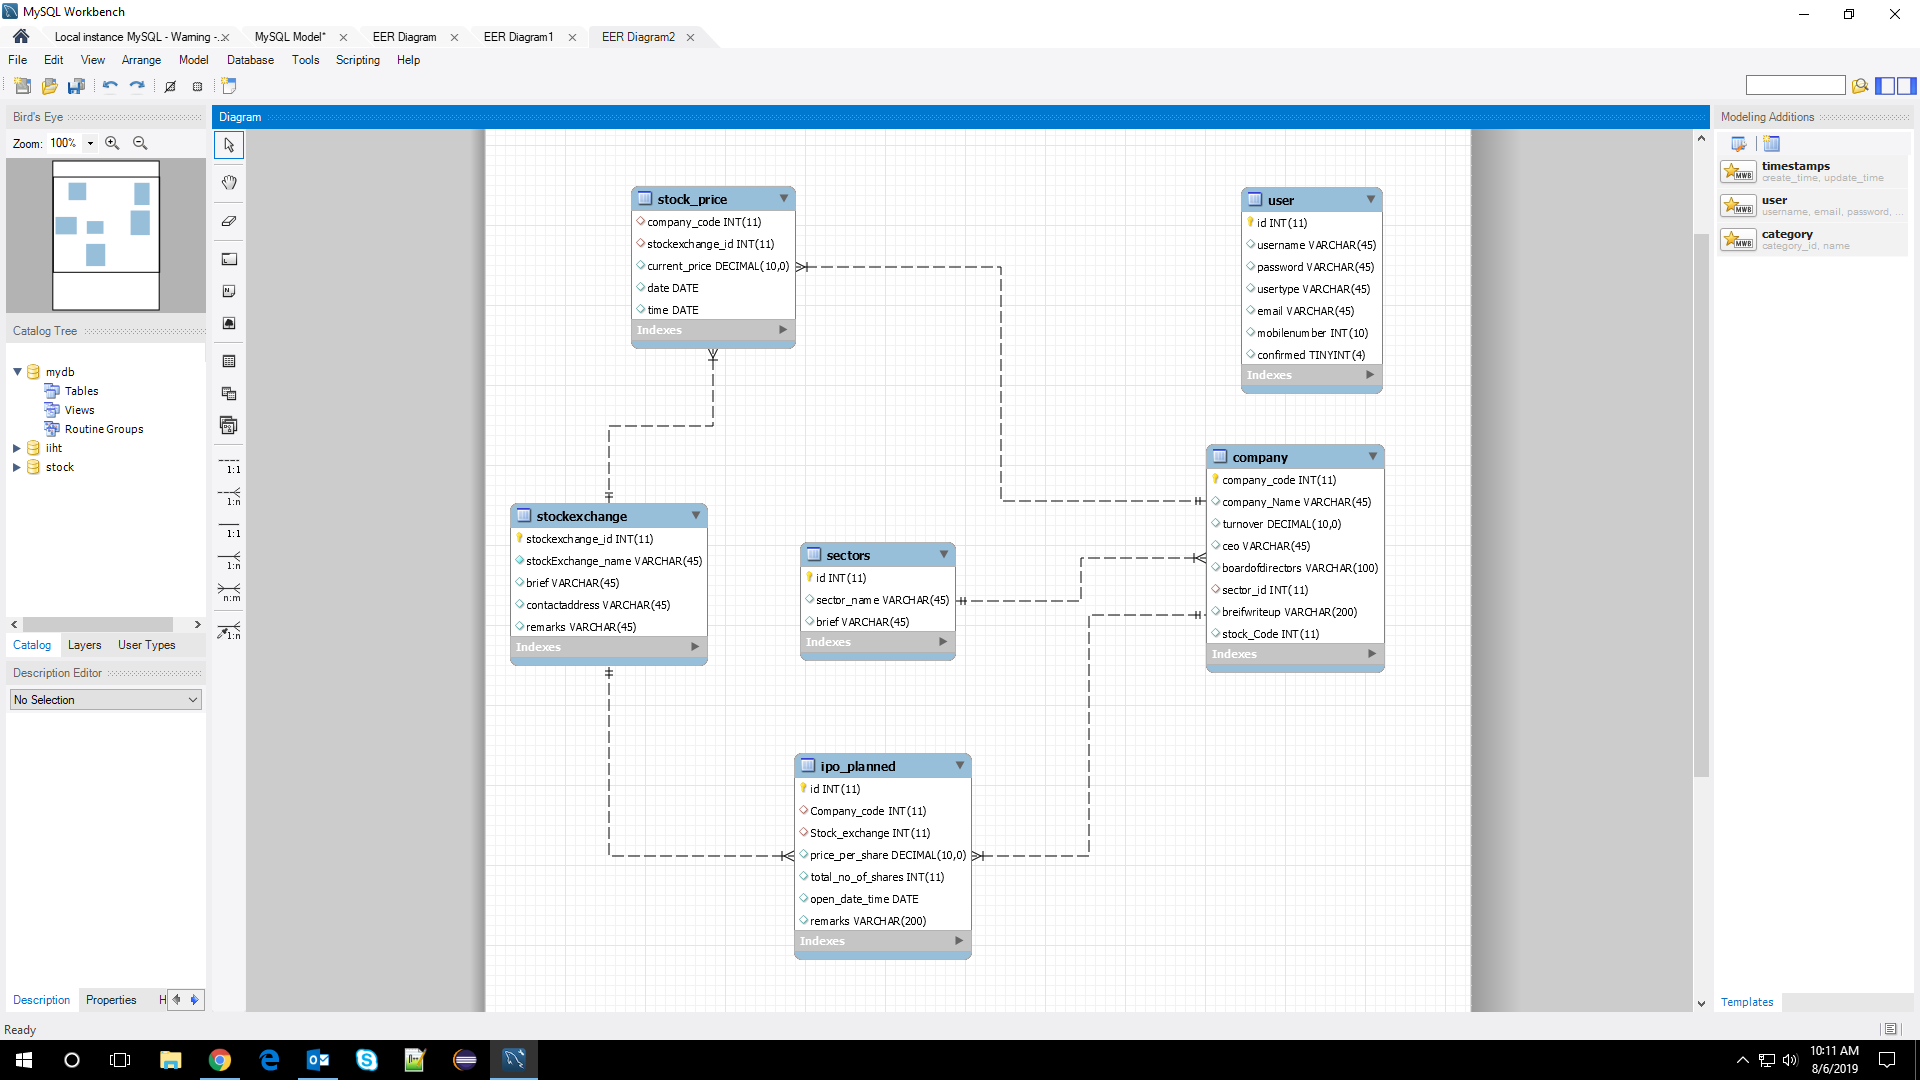 MySQL Workbench
Local instance MySQL - Warning -... MySQL Model* EER Diagram EER Diagram1 EER Diagram2
File Edit View Arrange Model Database Tools Scripting Help
Bird's Eye
Zoom: 100%
Catalog Tree
mydb
Tables
Views
Routine Groups
iiht
stock
Catalog Layers User Types
Description Editor
No Selection
Description Properties H
Ready
Diagram
1:1
1:n
1:1
1:n
n:m
1:n
stock_price
company_code INT(11)
stockexchange_id INT(11)
current_price DECIMAL(10,0)
date DATE
time DATE
Indexes
user
id INT(11)
username VARCHAR(45)
password VARCHAR(45)
usertype VARCHAR(45)
email VARCHAR(45)
mobilenumber INT(10)
confirmed TINYINT(4)
Indexes
stockexchange
stockexchange_id INT(11)
stockExchange_name VARCHAR(45)
brief VARCHAR(45)
contactaddress VARCHAR(45)
remarks VARCHAR(45)
Indexes
sectors
id INT(11)
sector_name VARCHAR(45)
brief VARCHAR(45)
Indexes
company
company_code INT(11)
company_Name VARCHAR(45)
turnover DECIMAL(10,0)
ceo VARCHAR(45)
boardofdirectors VARCHAR(100)
sector_id INT(11)
breifwriteup VARCHAR(200)
stock_Code INT(11)
Indexes
ipo_planned
id INT(11)
Company_code INT(11)
Stock_exchange INT(11)
price_per_share DECIMAL(10,0)
total_no_of_shares INT(11)
open_date_time DATE
remarks VARCHAR(200)
Indexes
Modeling Additions
timestamps
create_time, update_time
user
username, email, password, ...
category
category_id, name
Templates
10:11 AM
8/6/2019